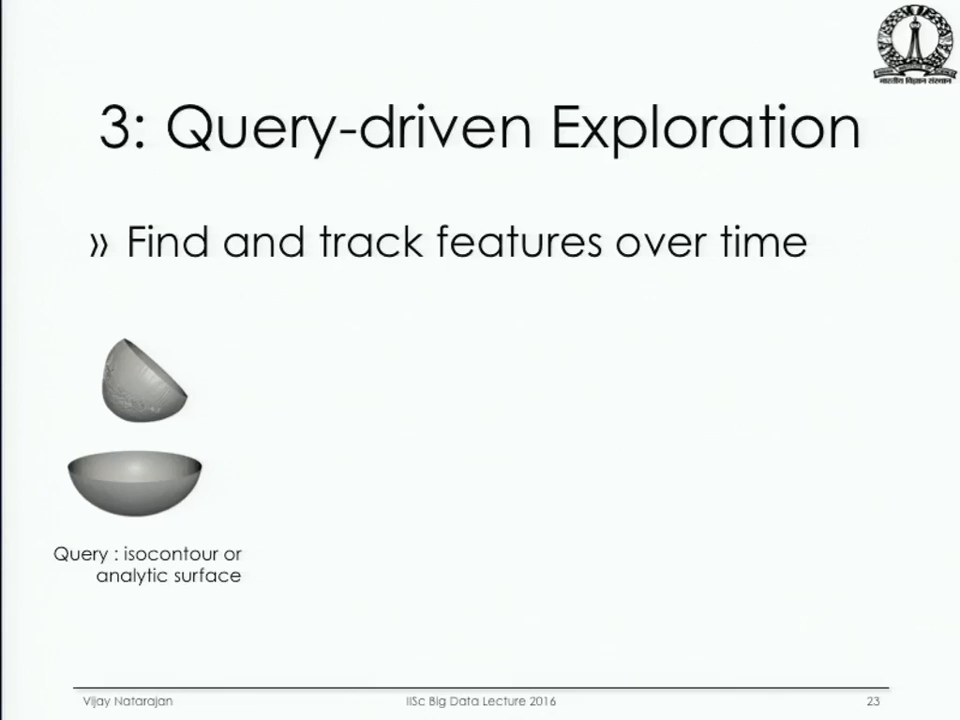 3: Query-driven Exploration
» Find and track features over time
Query : isocontour or
analytic surface
Vijay Natarajan
IISc Big Data Lecture 2016
23
भारतीय विज्ञान संस्थान